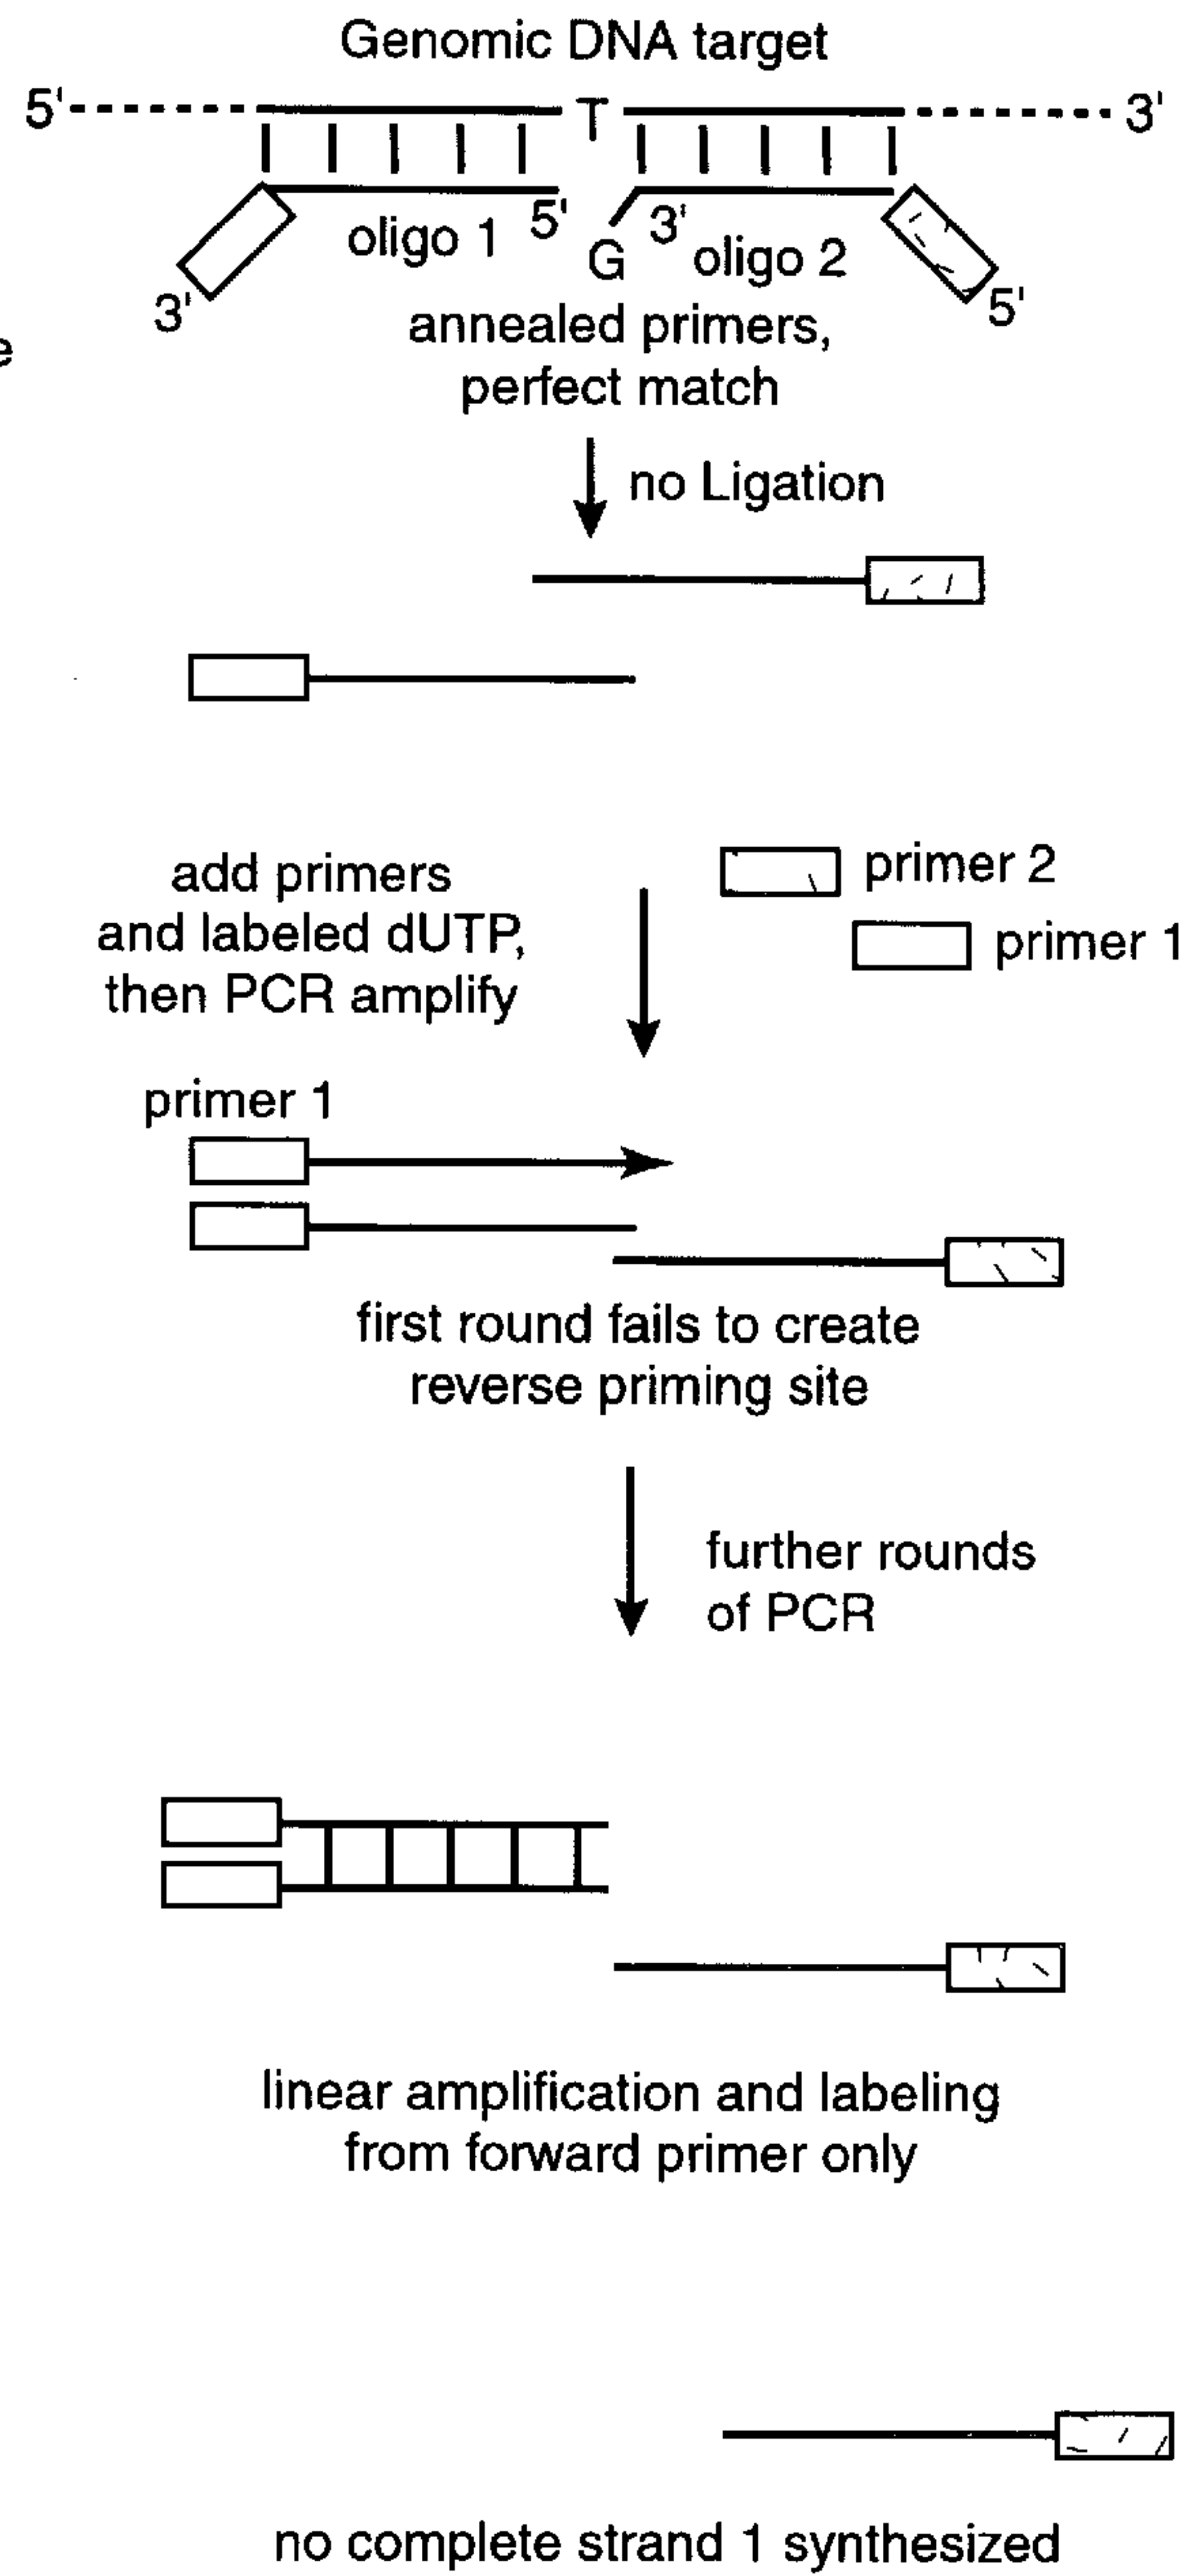 Genomic DNA target
5' T 3'
oligo 1 5' 3' oligo 2
G
3' 5'
e
annealed primers,
perfect match
no Ligation
add primers
and labeled dUTP,
then PCR amplify
primer 2
primer 1
primer 1
first round fails to create
reverse priming site
further rounds
of PCR
linear amplification and labeling
from forward primer only
no complete strand 1 synthesized